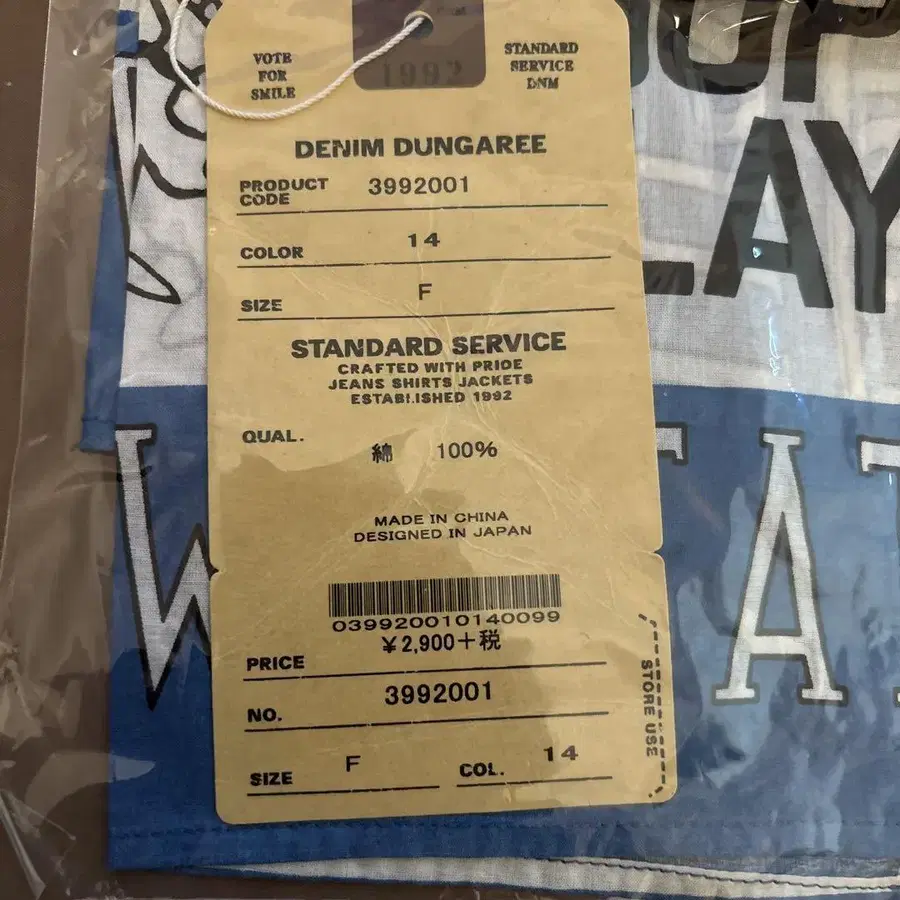 VOTE
FOR
SMILE
1992
STANDARD
SERVICE
DNM
DENIM DUNGAREE
PRODUCT
CODE 3992001
COLOR 14
SIZE F
STANDARD SERVICE
CRAFTED WITH PRIDE
JEANS SHIRTS JACKETS
ESTABLISHED 1992
QUAL. 綿 100%
MADE IN CHINA
DESIGNED IN JAPAN
039920010140099
PRICE ¥2,900+税
NO. 3992001
SIZE F COL. 14
STORE USE
LAY
W
A